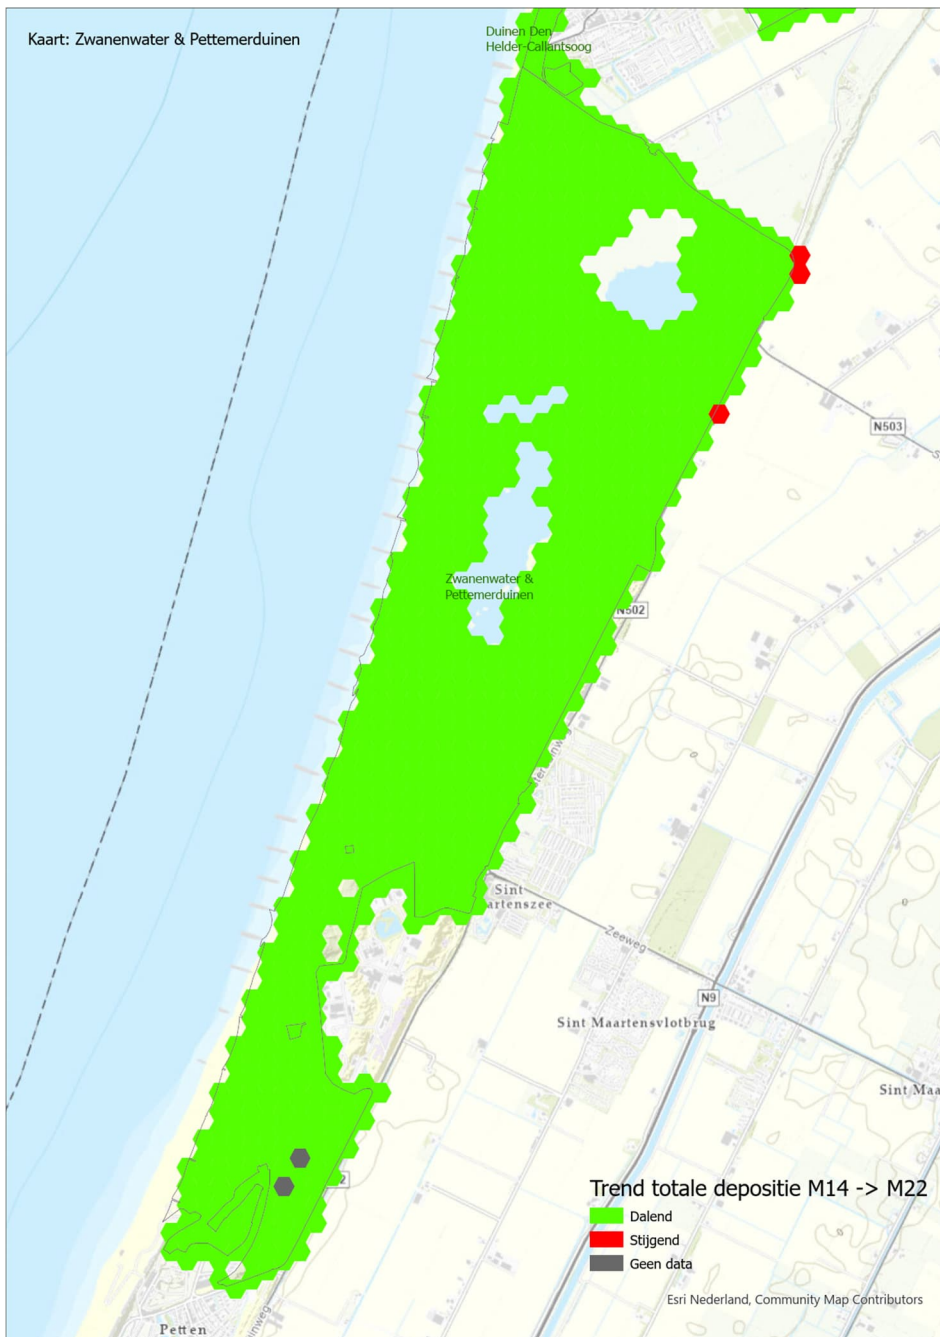 Kaart: Zwanenwater & Pettemerduinen
Duinen Den
Helder-Callantsoog
N503
Zwanenwater &
Pettemerduinen
N502
Sint
artenszee
Zeeweg
N9
Sint Maartensvlotbrug
Sint Maa
2
Trend totale depositie M14 -> M22
Dalend
Stijgend
Geen data
Esri Nederland, Community Map Contributors
Petten